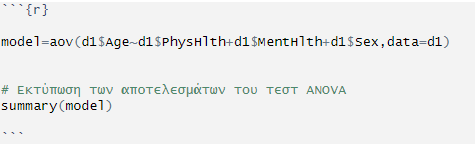 ```{r}
model=aov(d1$Age~d1$PhysHlth+d1$MentHlth+d1$Sex,data=d1)
# Εκτύπωση των αποτελεσμάτων του τεστ ANOVA
summary(model)
```